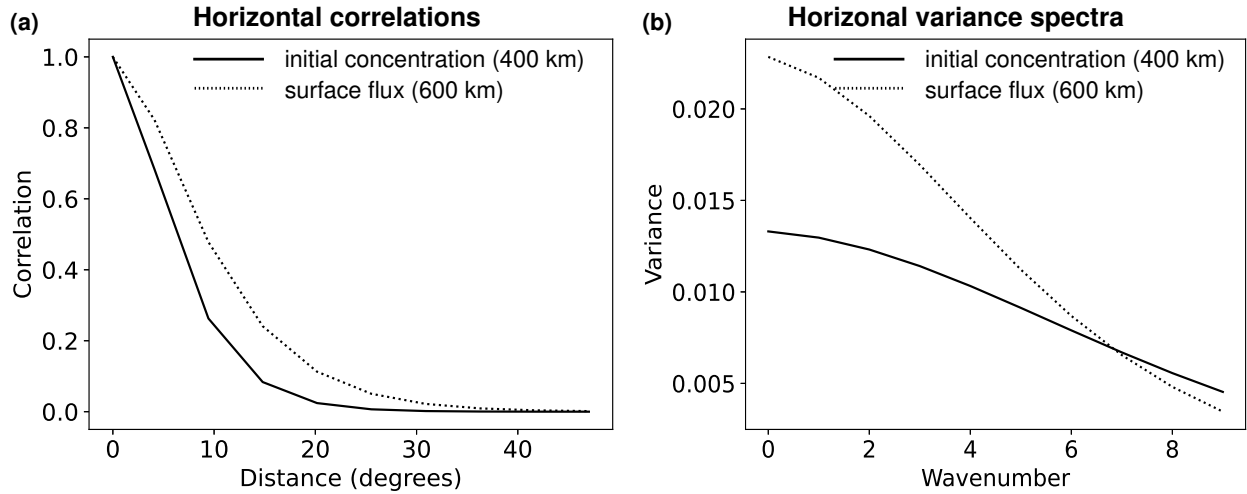 (a)
Horizontal correlations
initial concentration (400 km)
surface flux (600 km)
1.0
0.8
0.6
0.4
0.2
0.0
Correlation
0 10 20 30 40
Distance (degrees)
(b)
Horizonal variance spectra
initial concentration (400 km)
surface flux (600 km)
0.020
0.015
0.010
0.005
Variance
0 2 4 6 8
Wavenumber